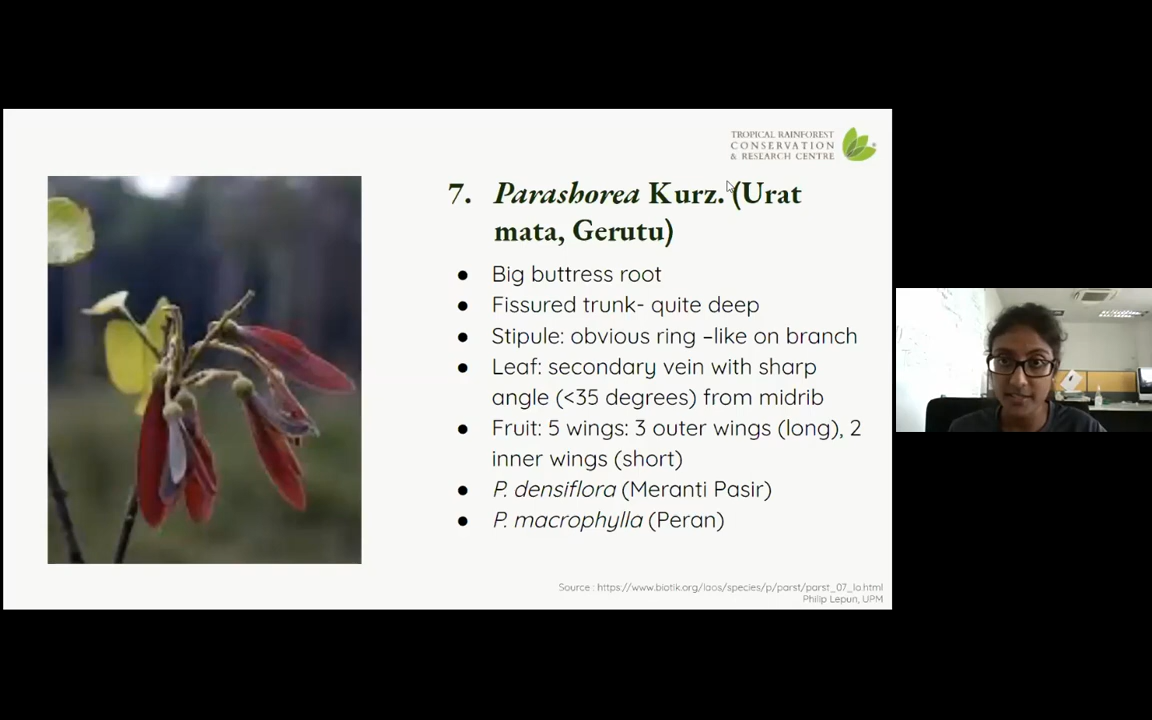 TROPICAL RAINFOREST
CONSERVATION
& RESEARCH CENTRE
7. Parashorea Kurz. (Urat
mata, Gerutu)
● Big buttress root
● Fissured trunk- quite deep
● Stipule: obvious ring –like on branch
● Leaf: secondary vein with sharp
angle (<35 degrees) from midrib
● Fruit: 5 wings: 3 outer wings (long), 2
inner wings (short)
● P. densiflora (Meranti Pasir)
● P. macrophylla (Peran)
Source : https://www.biotik.org/laos/species/p/parst/parst_07_lo.html
Philip Lepun, UPM